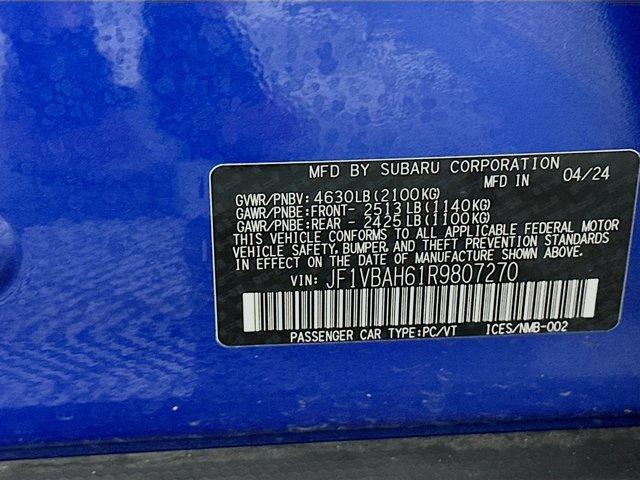 MFD BY SUBARU CORPORATION
MFD IN 04/24
GVWR/PNBV: 4630LB(2100KG)
GAWR/PNBE:FRONT- 2513LB(1140KG)
GAWR/PNBE:REAR - 2425LB(1100KG)
THIS VEHICLE CONFORMS TO ALL APPLICABLE FEDERAL MOTOR
VEHICLE SAFETY, BUMPER, AND THEFT PREVENTION STANDARDS
IN EFFECT ON THE DATE OF MANUFACTURE SHOWN ABOVE.
VIN: JF1VBAH61R9807270
PASSENGER CAR TYPE:PC/VT ICES/NMB-002